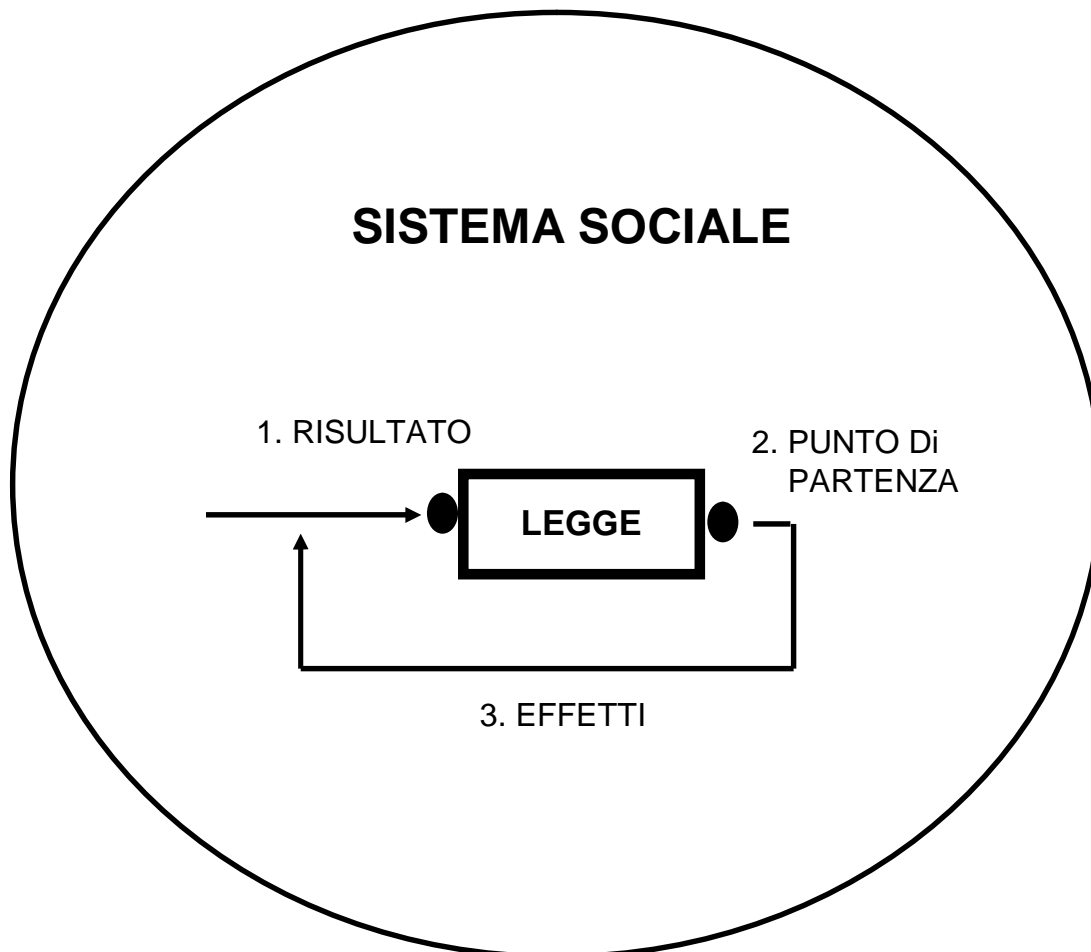 SISTEMA SOCIALE
1. RISULTATO
2. PUNTO Di
PARTENZA
LEGGE
3. EFFETTI